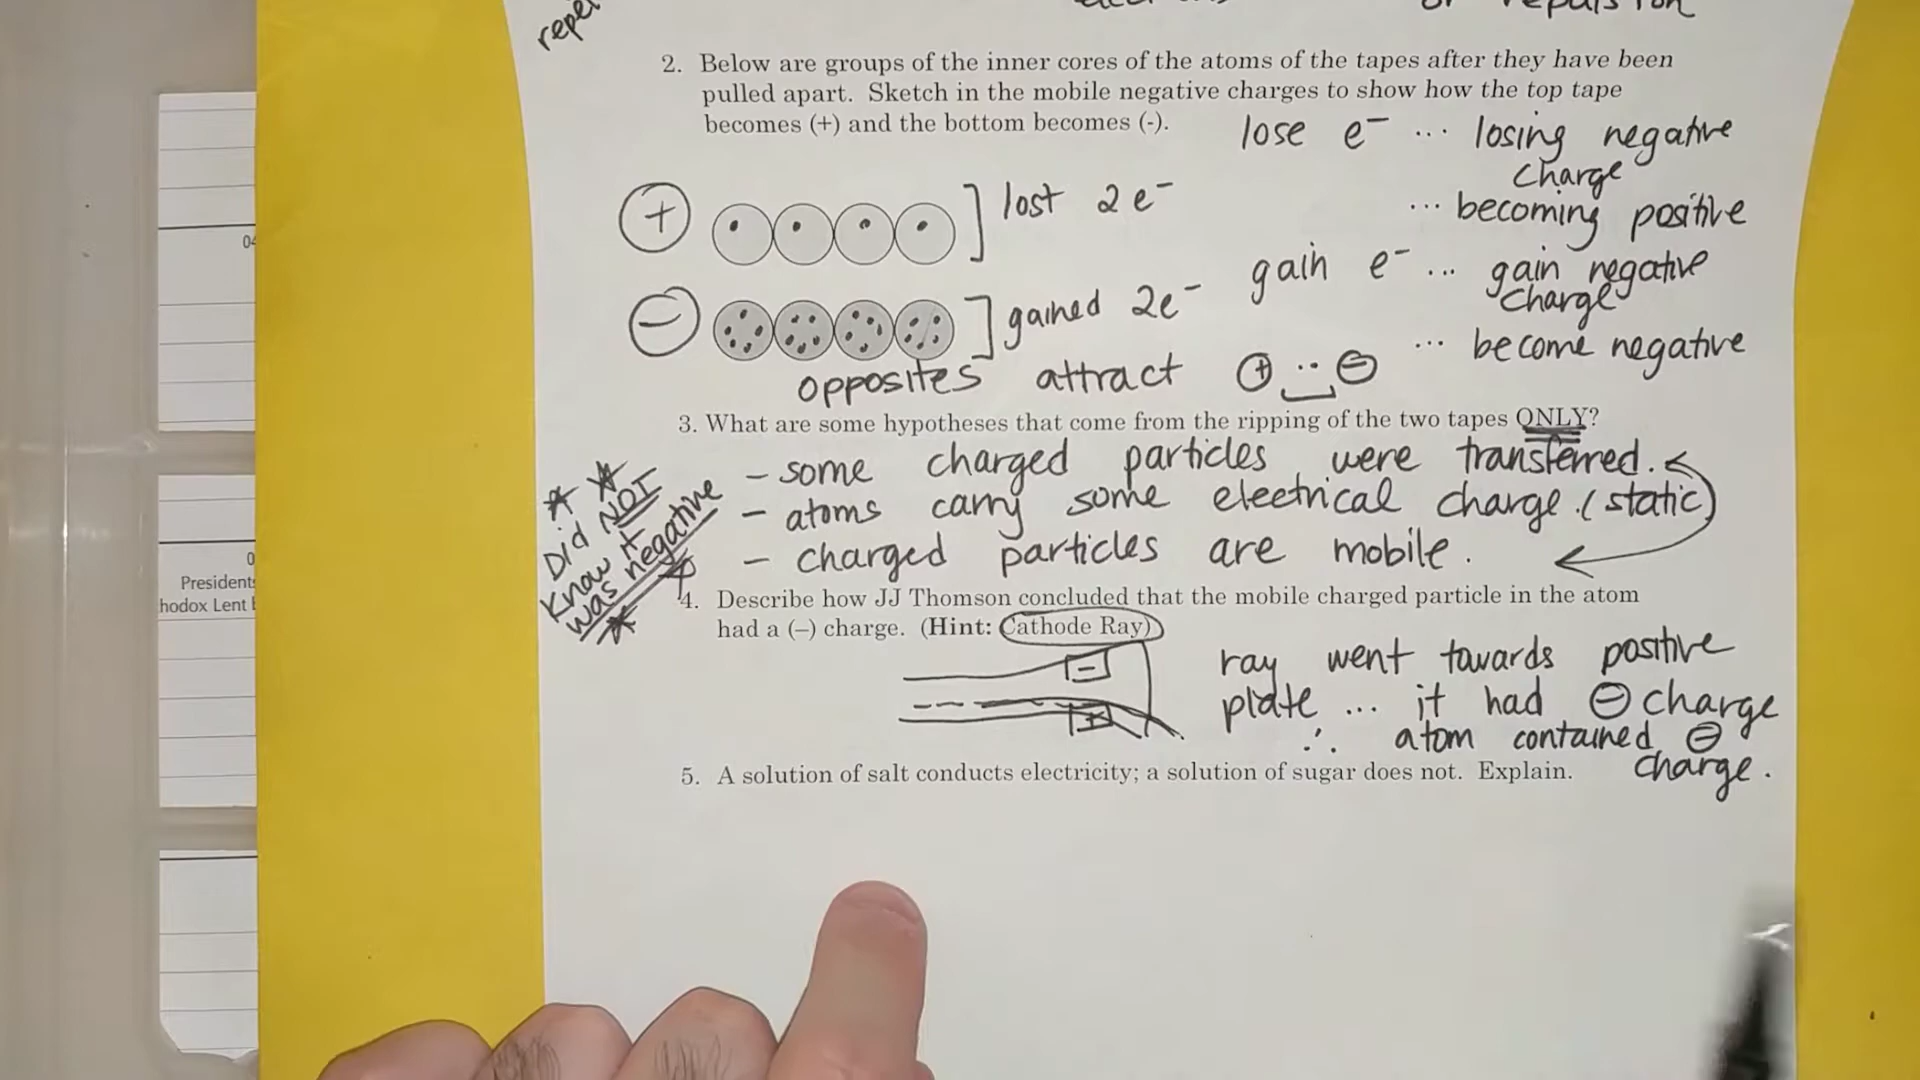 or repulsion
repel
2. Below are groups of the inner cores of the atoms of the tapes after they have been
pulled apart. Sketch in the mobile negative charges to show how the top tape
becomes (+) and the bottom becomes (-).
lose e⁻ ... losing negative
charge
... becoming positive
+ lost 2 e⁻
gain e⁻ ... gain negative
charge
... become negative
− gained 2e⁻
opposites attract + −
3. What are some hypotheses that come from the ripping of the two tapes ONLY?
- some charged particles were transferred.
- atoms carry some electrical charge. (static)
- charged particles are mobile.
Did NOT
know it
was negative
4. Describe how JJ Thomson concluded that the mobile charged particle in the atom
had a (–) charge. (Hint: Cathode Ray)
−
+
ray went towards positive
plate ... it had ⊖ charge
∴ atom contained ⊖
charge.
5. A solution of salt conducts electricity; a solution of sugar does not. Explain.
04
0
Presidents
hodox Lent